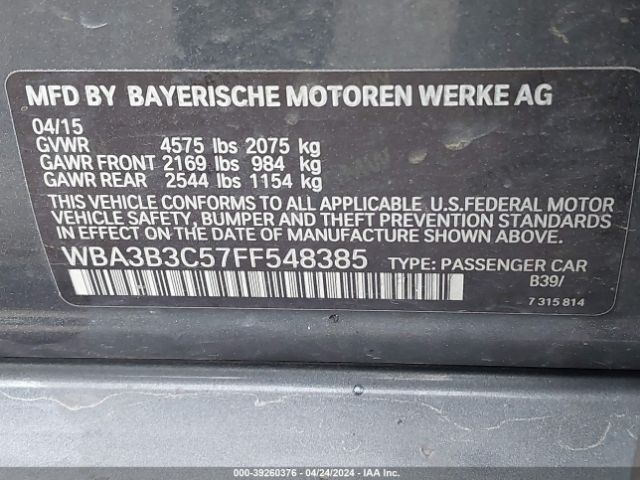 MFD BY BAYERISCHE MOTOREN WERKE AG
04/15
GVWR 4575 lbs 2075 kg
GAWR FRONT 2169 lbs 984 kg
GAWR REAR 2544 lbs 1154 kg
THIS VEHICLE CONFORMS TO ALL APPLICABLE U.S.FEDERAL MOTOR
VEHICLE SAFETY, BUMPER AND THEFT PREVENTION STANDARDS
IN EFFECT ON THE DATE OF MANUFACTURE SHOWN ABOVE.
WBA3B3C57FF548385 TYPE: PASSENGER CAR
B39/
7 315 814
000-39260376 - 04/24/2024 - IAA Inc.